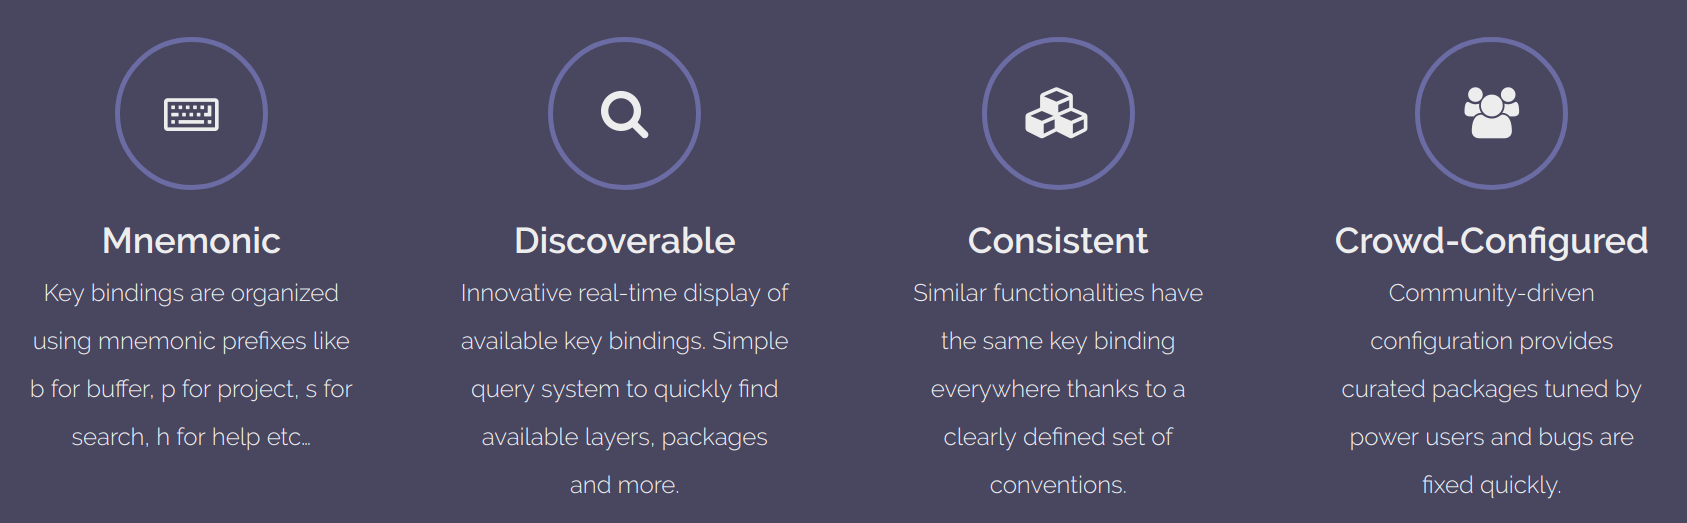 Mnemonic
Key bindings are organized
using mnemonic prefixes like
b for buffer, p for project, s for
search, h for help etc…
Discoverable
Innovative real-time display of
available key bindings. Simple
query system to quickly find
available layers, packages
and more.
Consistent
Similar functionalities have
the same key binding
everywhere thanks to a
clearly defined set of
conventions.
Crowd-Configured
Community-driven
configuration provides
curated packages tuned by
power users and bugs are
fixed quickly.